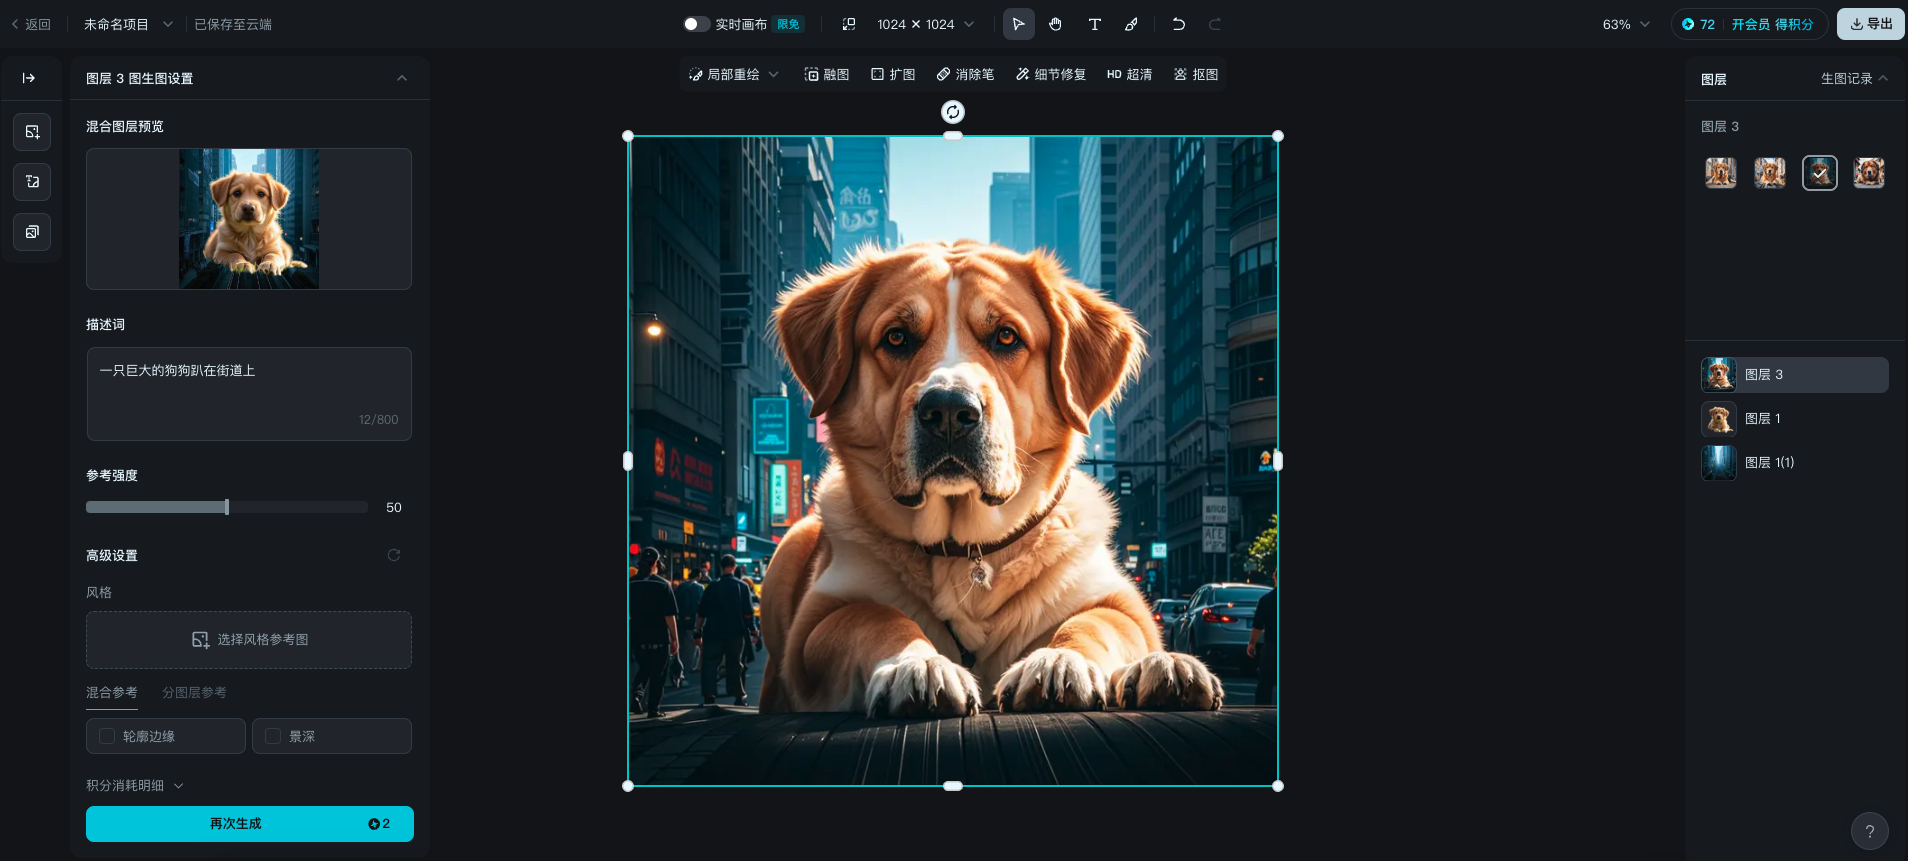 返回
未命名项目
已保存至云端
实时画布 限免
1024 × 1024
63%
72
开会员 得积分
导出
图层 3 图生图设置
混合图层预览
描述词
一只巨大的狗狗趴在街道上
12/800
参考强度
50
高级设置
风格
选择风格参考图
混合参考 分图层参考
轮廓边缘 景深
积分消耗明细
再次生成 2
局部重绘 融图 扩图 消除笔 细节修复 HD 超清 抠图
图层 生图记录
图层 3
图层 3
图层 1
图层 1(1)
?